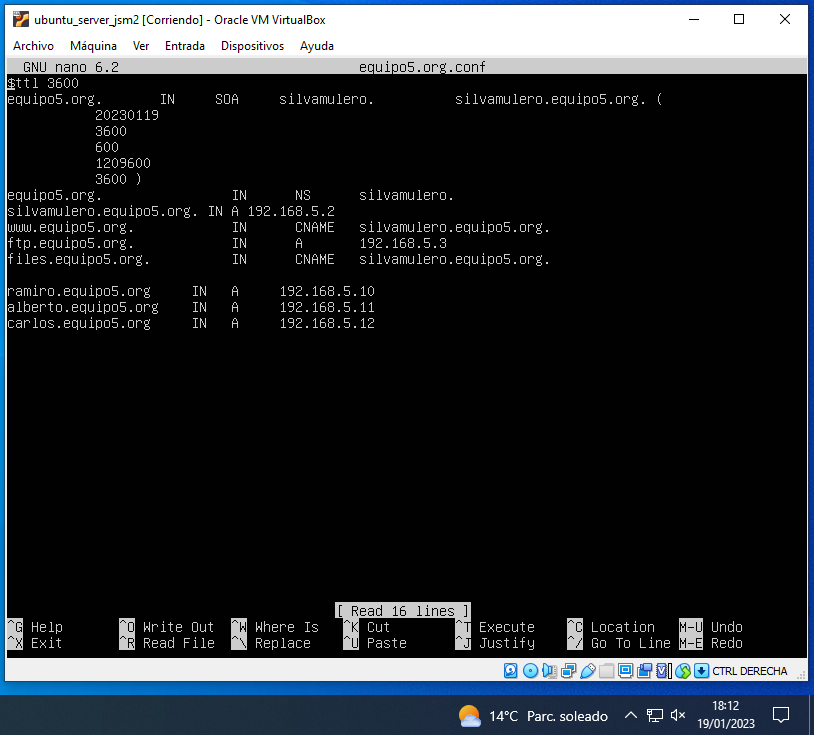 ubuntu_server_jsm2 [Corriendo] - Oracle VM VirtualBox
Archivo Máquina Ver Entrada Dispositivos Ayuda
GNU nano 6.2 equipo5.org.conf
$ttl 3600
equipo5.org. IN SOA silvamulero. silvamulero.equipo5.org. (
20230119
3600
600
1209600
3600 )
equipo5.org. IN NS silvamulero.
silvamulero.equipo5.org. IN A 192.168.5.2
www.equipo5.org. IN CNAME silvamulero.equipo5.org.
ftp.equipo5.org. IN A 192.168.5.3
files.equipo5.org. IN CNAME silvamulero.equipo5.org.
ramiro.equipo5.org IN A 192.168.5.10
alberto.equipo5.org IN A 192.168.5.11
carlos.equipo5.org IN A 192.168.5.12
[ Read 16 lines ]
^G Help ^O Write Out ^W Where Is ^K Cut ^T Execute ^C Location M-U Undo
^X Exit ^R Read File ^\ Replace ^U Paste ^J Justify ^/ Go To Line M-E Redo
CTRL DERECHA
14°C Parc. soleado
18:12
19/01/2023